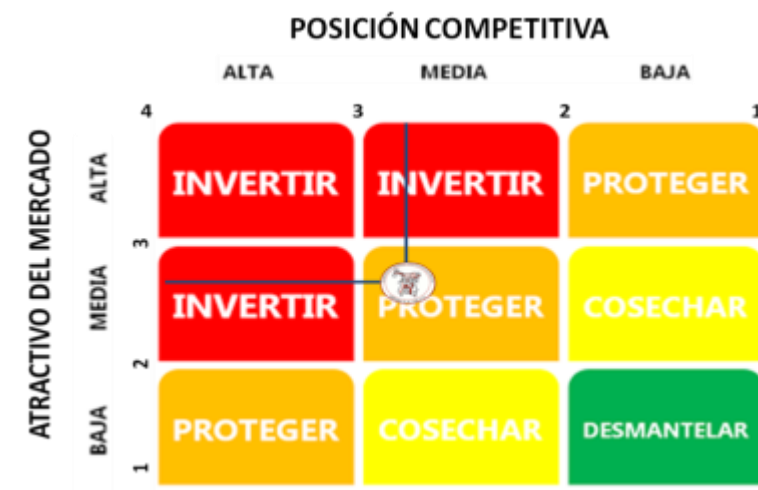 POSICIÓN COMPETITIVA
ALTA MEDIA BAJA
4 3 2 1
ATRACTIVO DEL MERCADO
ALTA
INVERTIR INVERTIR PROTEGER
3
MEDIA
INVERTIR PROTEGER COSECHAR
2
BAJA
PROTEGER COSECHAR DESMANTELAR
1